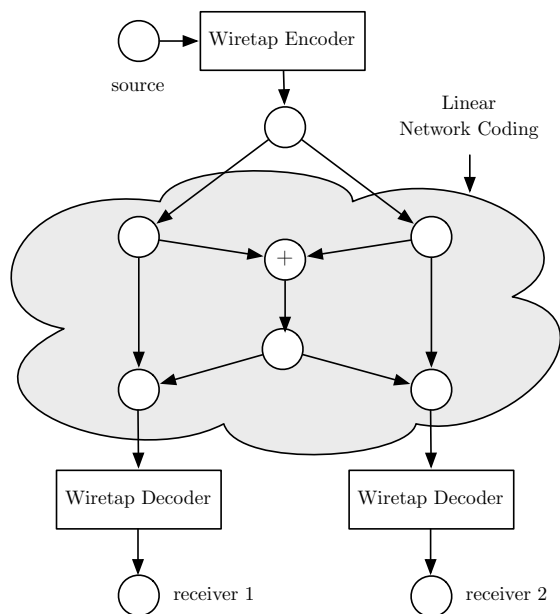 Wiretap Encoder
source
Linear
Network Coding
+
Wiretap Decoder
Wiretap Decoder
receiver 1
receiver 2